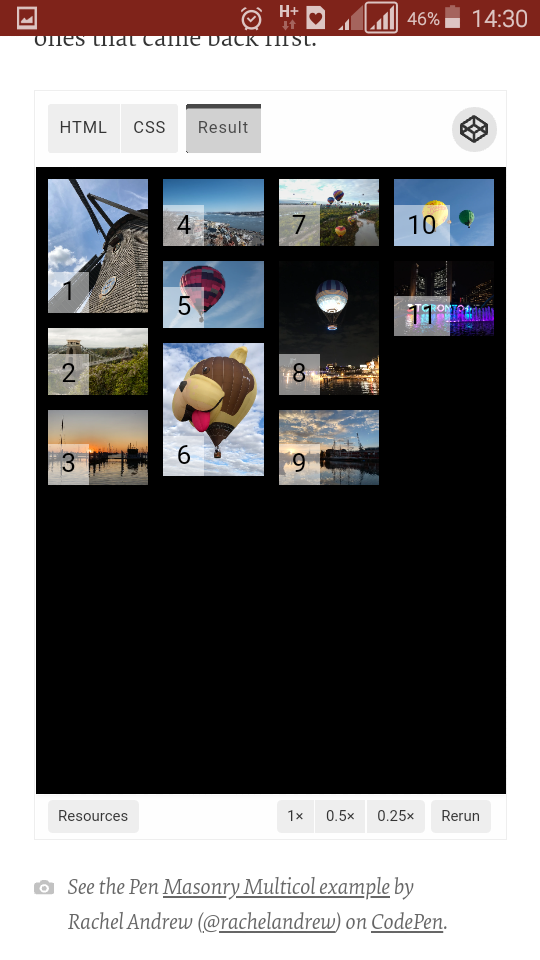 H+ 46% 14:30
ones that came back first.
HTML CSS Result
1
2
3
4
5
6
7
8
9
10
11
TORONTO
Resources 1× 0.5× 0.25× Rerun
See the Pen Masonry Multicol example by
Rachel Andrew (@rachelandrew) on CodePen.